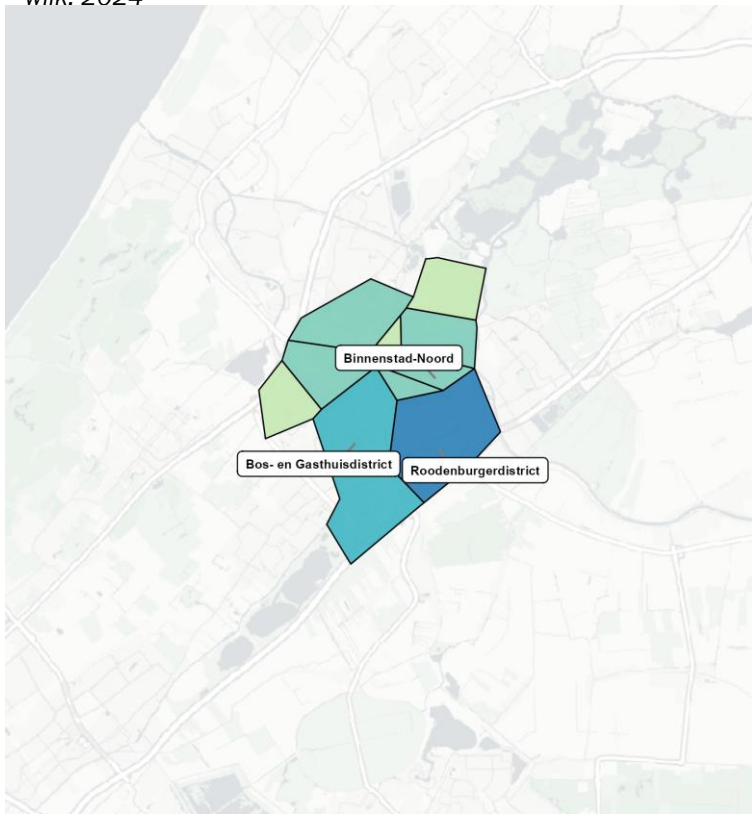 wijk. 2024
Binnenstad-Noord
Bos- en Gasthuisdistrict
Roodenburgerdistrict